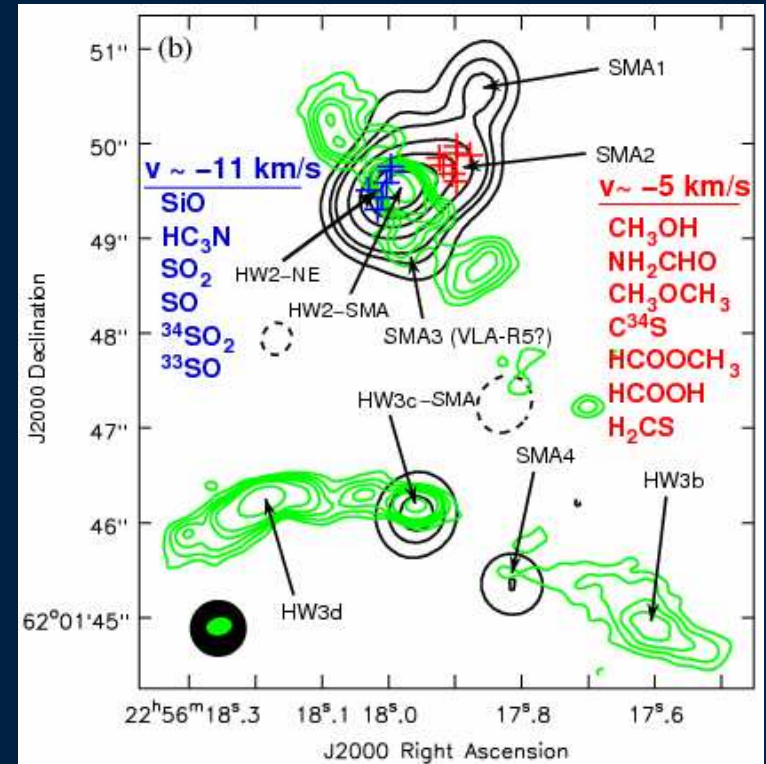 (b)
51"
50"
49"
48"
47"
46"
62°01'45"
J2000 Declination
SMA1
SMA2
v ~ −11 km/s
SiO
HC3N
SO2
SO
34SO2
33SO
v~ −5 km/s
CH3OH
NH2CHO
CH3OCH3
C34S
HCOOCH3
HCOOH
H2CS
HW2−NE
HW2−SMA
SMA3 (VLA−R5?)
HW3c−SMA
SMA4
HW3b
HW3d
22h56m18s.3 18s.1 18s.0 17s.8 17s.6
J2000 Right Ascension